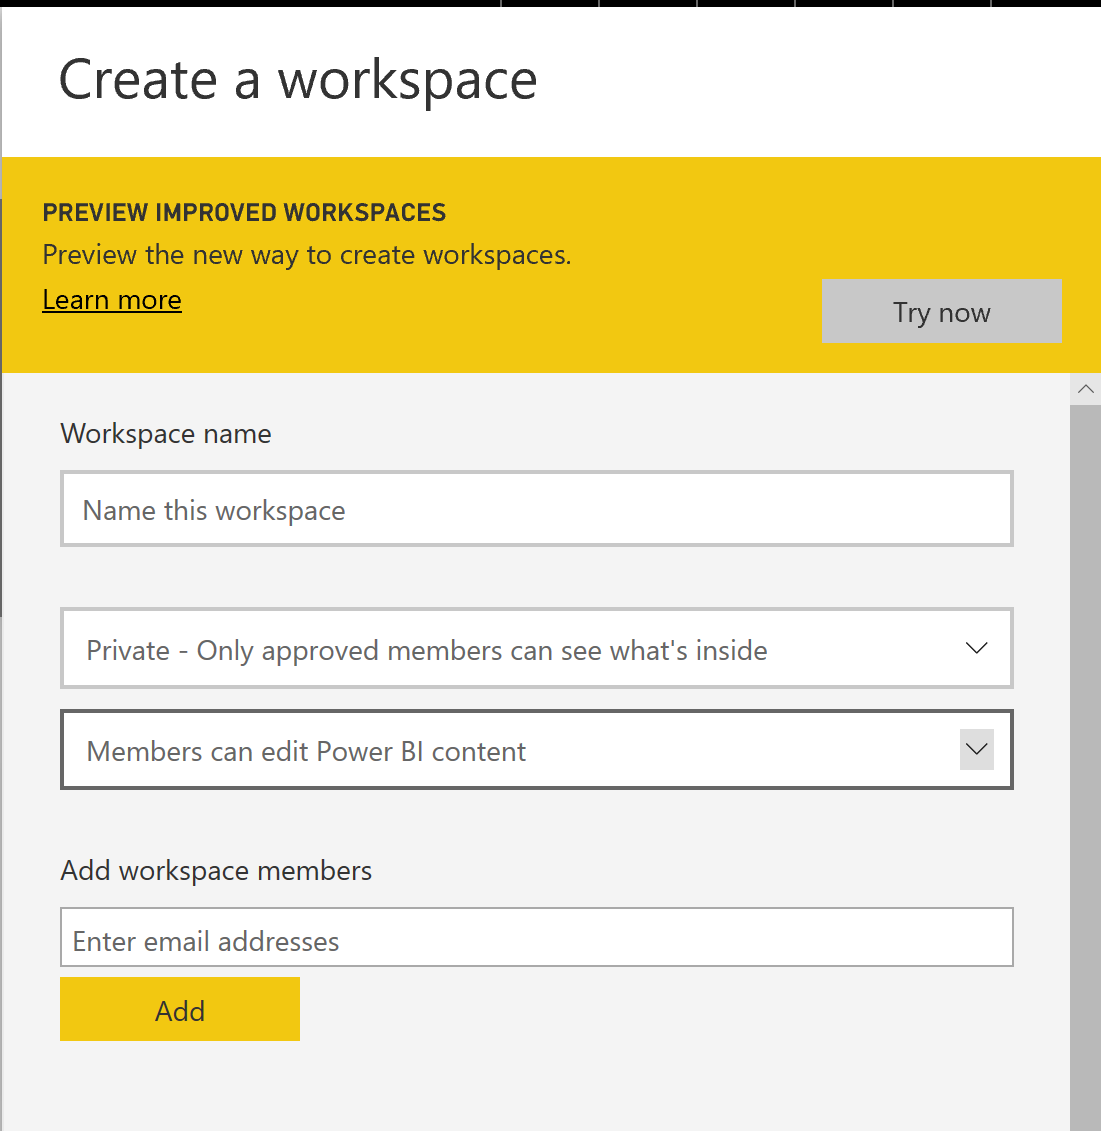 Create a workspace
PREVIEW IMPROVED WORKSPACES
Preview the new way to create workspaces.
Learn more
Try now
Workspace name
Name this workspace
Private - Only approved members can see what's inside
Members can edit Power BI content
Add workspace members
Enter email addresses
Add